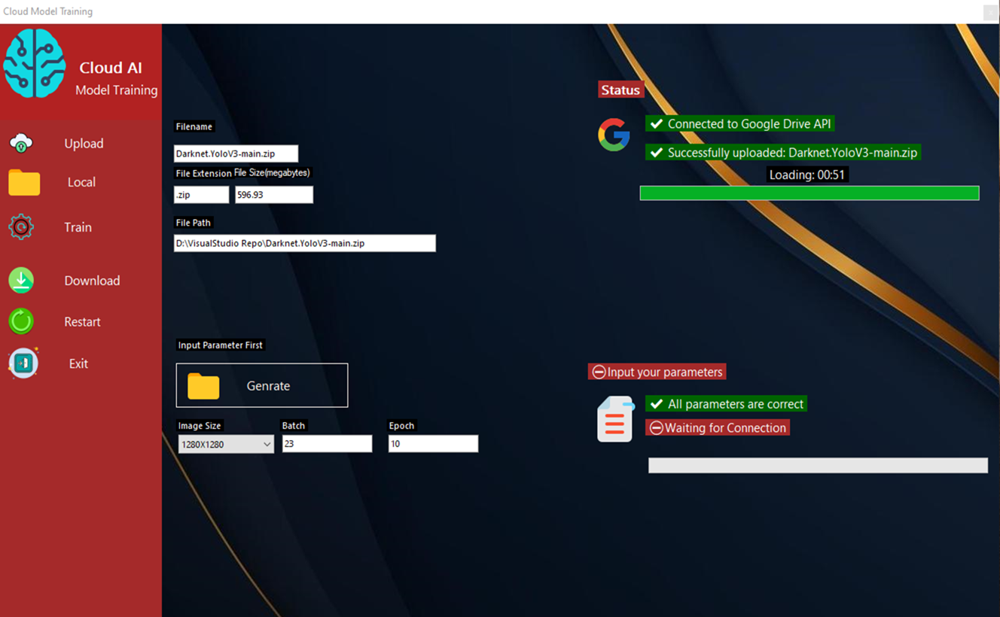 Cloud Model Training
Cloud AI
Model Training
Upload
Local
Train
Download
Restart
Exit
Filename
Darknet.YoloV3-main.zip
File Extension File Size(megabytes)
.zip 596.93
File Path
D:\VisualStudio Repo\Darknet.YoloV3-main.zip
Input Parameter First
Genrate
Image Size Batch Epoch
1280X1280 23 10
Status
Connected to Google Drive API
Successfully uploaded: Darknet.YoloV3-main.zip
Loading: 00:51
Input your parameters
All parameters are correct
Waiting for Connection